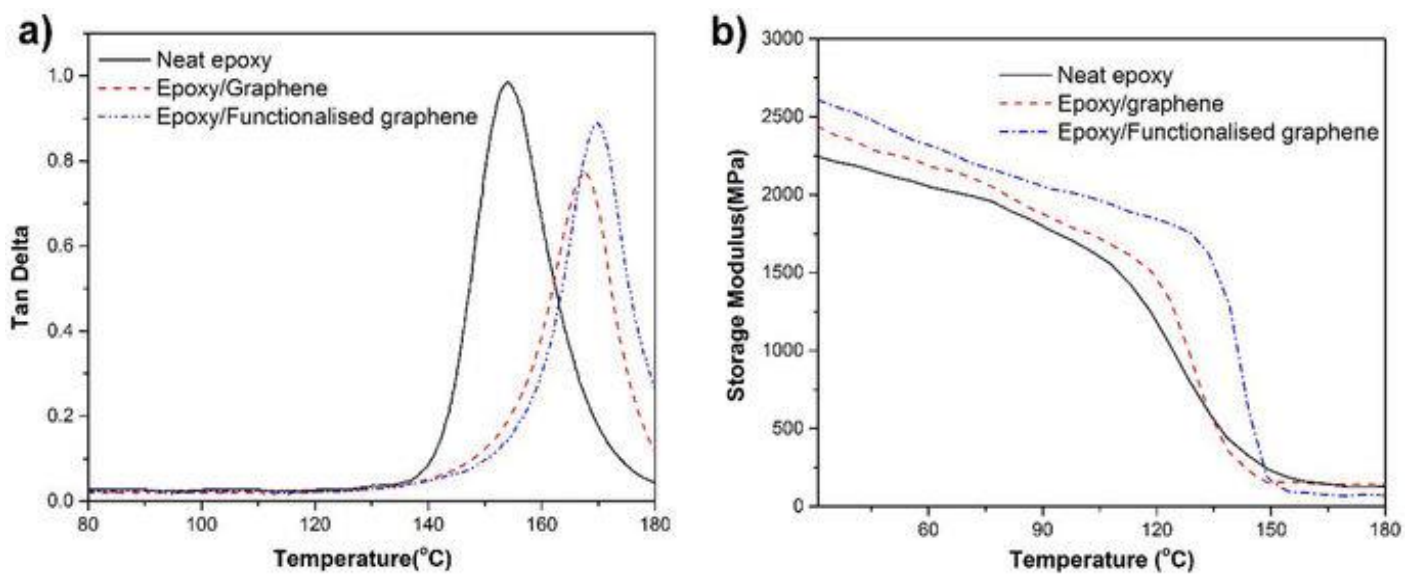 a)
Neat epoxy
Epoxy/Graphene
Epoxy/Functionalised graphene
Tan Delta
1.0
0.8
0.6
0.4
0.2
0.0
80 100 120 140 160 180
Temperature(°C)
b)
Neat epoxy
Epoxy/graphene
Epoxy/Functionalised graphene
Storage Modulus(MPa)
3000
2500
2000
1500
1000
500
0
60 90 120 150 180
Temperature (°C)